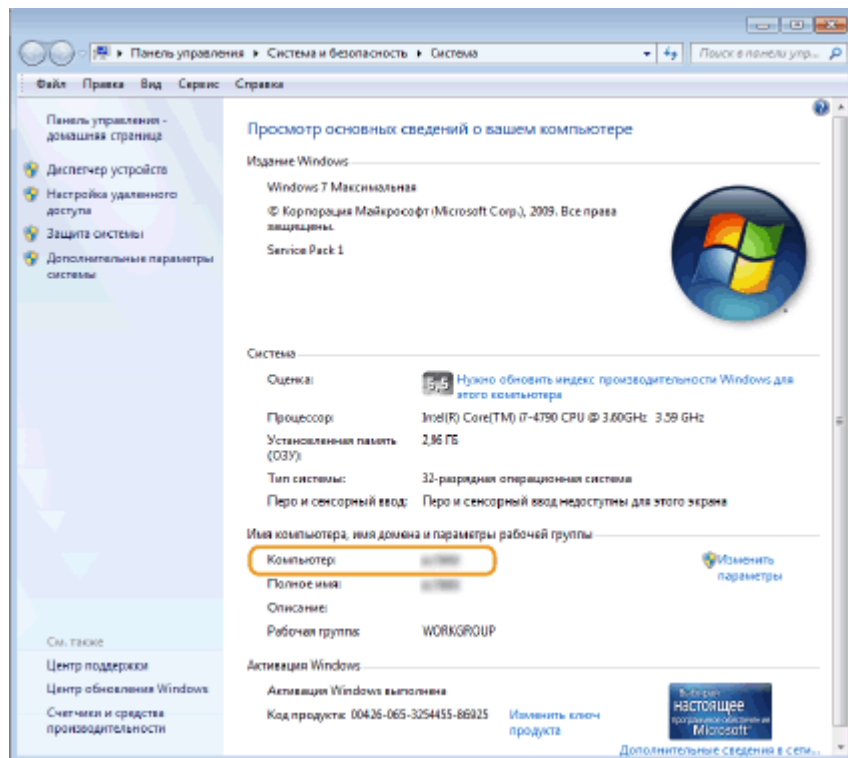 Панель управления ▸ Система и безопасность ▸ Система
Поиск в панели упр...
Файл Правка Вид Сервис Справка
Панель управления -
домашняя страница
Диспетчер устройств
Настройка удаленного
доступа
Защита системы
Дополнительные параметры
системы
См. также
Центр поддержки
Центр обновления Windows
Счетчики и средства
производительности
Просмотр основных сведений о вашем компьютере
Издание Windows
Windows 7 Максимальная
© Корпорация Майкрософт (Microsoft Corp.), 2009. Все права
защищены.
Service Pack 1
Система
Оценка: 5,5 Нужно обновить индекс производительности Windows для
этого компьютера
Процессор: Intel(R) Core(TM) i7-4790 CPU @ 3.60GHz 3.59 GHz
Установленная память
(ОЗУ): 2,96 ГБ
Тип системы: 32-разрядная операционная система
Перо и сенсорный ввод: Перо и сенсорный ввод недоступны для этого экрана
Имя компьютера, имя домена и параметры рабочей группы
Компьютер:
Изменить
параметры
Полное имя:
Описание:
Рабочая группа: WORKGROUP
Активация Windows
Активация Windows выполнена
Код продукта: 00426-065-3254455-86925 Изменить ключ
продукта
Выбирай
настоящее
программное обеспечение
Microsoft
Дополнительные сведения в сети...